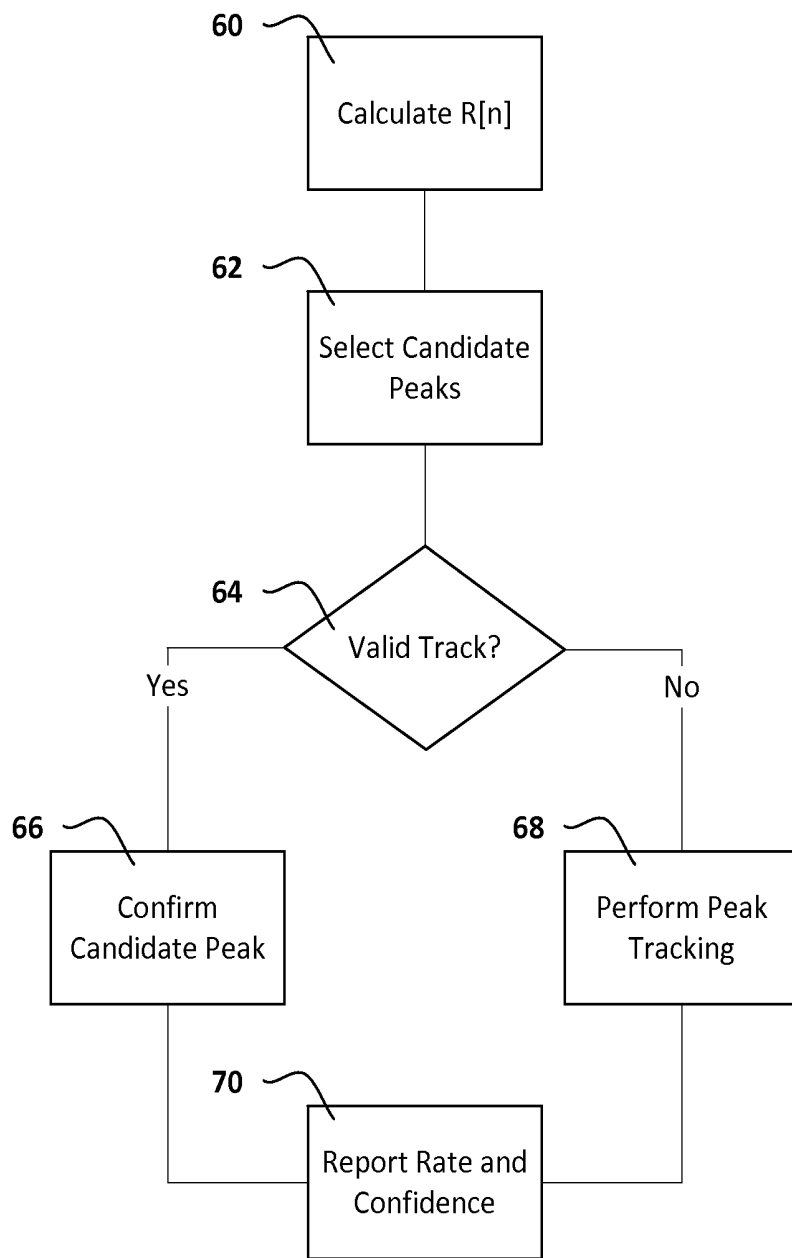 60
Calculate R[n]
62
Select Candidate
Peaks
64
Valid Track?
Yes
No
66
68
Confirm
Candidate Peak
Perform Peak
Tracking
70
Report Rate and
Confidence